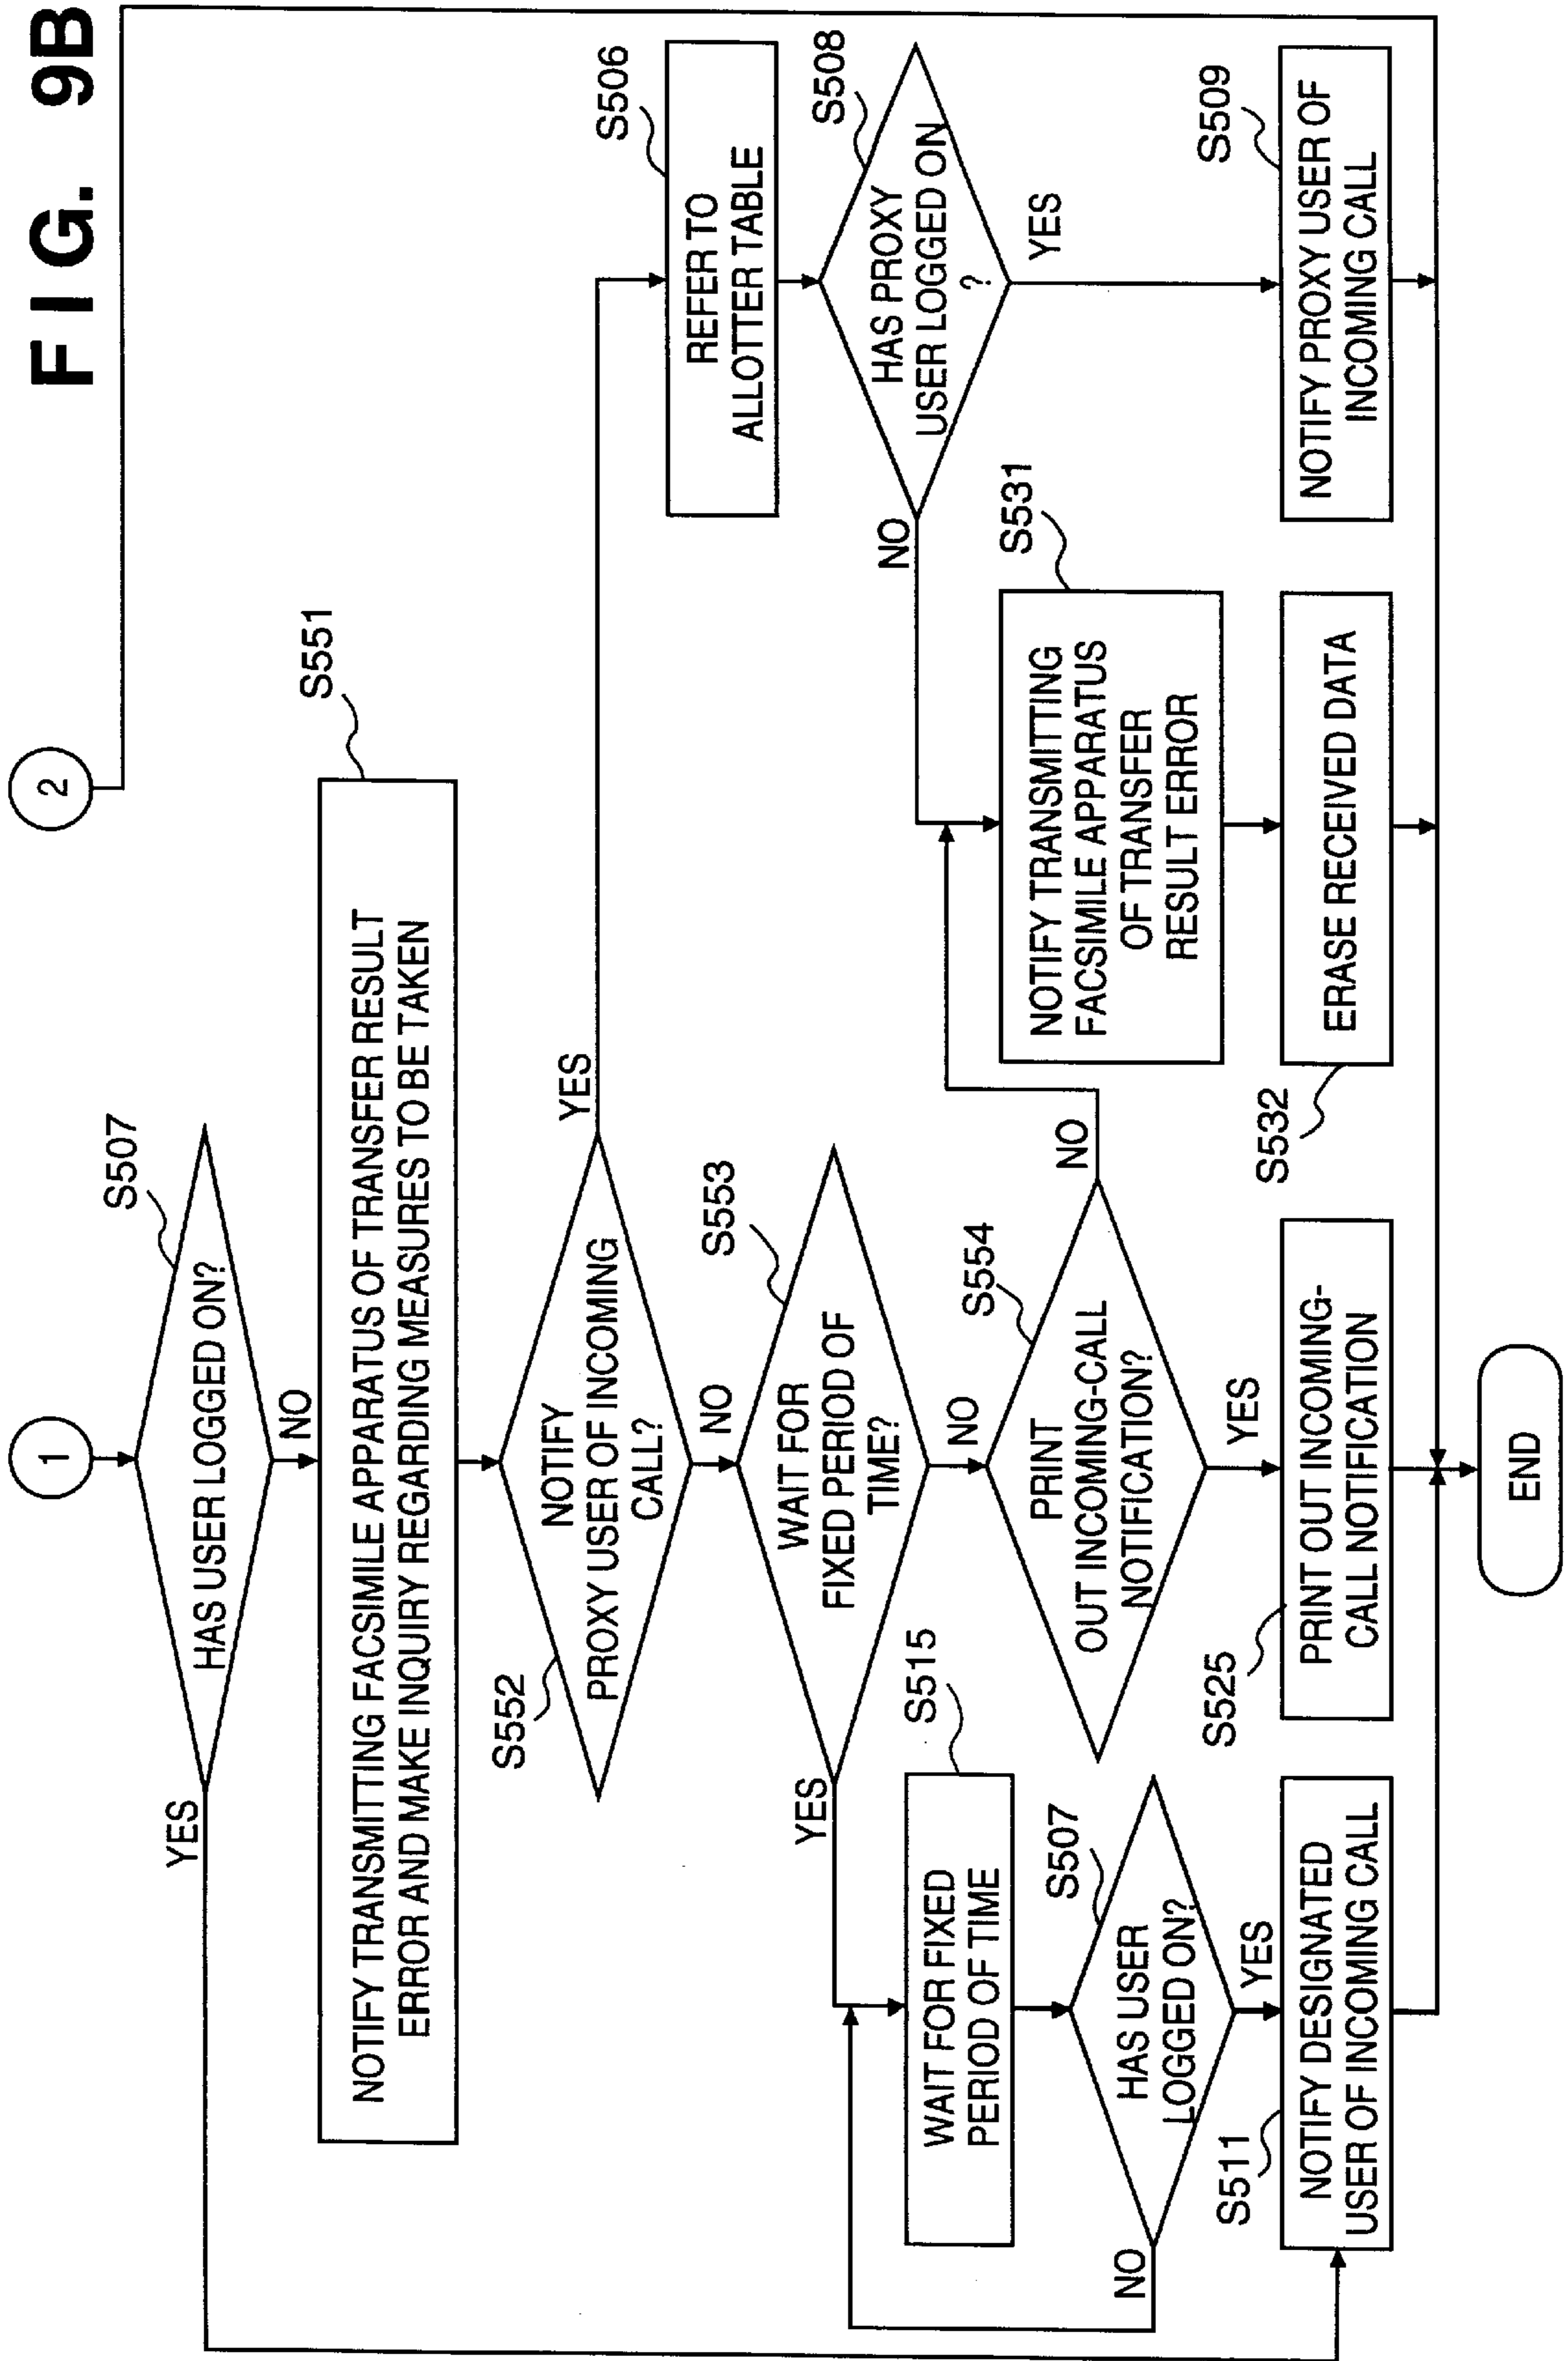 FIG. 9B
1
2
S507
HAS USER LOGGED ON?
YES
NO
S551
NOTIFY TRANSMITTING FACSIMILE APPARATUS OF TRANSFER RESULT
ERROR AND MAKE INQUIRY REGARDING MEASURES TO BE TAKEN
S552
NOTIFY
PROXY USER OF INCOMING
CALL?
YES
NO
S506
REFER TO
ALLOTTER TABLE
S553
WAIT FOR
FIXED PERIOD OF
TIME?
YES
NO
S508
HAS PROXY
USER LOGGED ON
?
NO
YES
S515
WAIT FOR FIXED
PERIOD OF TIME
S554
PRINT
OUT INCOMING-CALL
NOTIFICATION?
NO
YES
S531
NOTIFY TRANSMITTING
FACSIMILE APPARATUS
OF TRANSFER
RESULT ERROR
S507
HAS USER
LOGGED ON?
NO
YES
S511
NOTIFY DESIGNATED
USER OF INCOMING CALL
S525
PRINT OUT INCOMING-
CALL NOTIFICATION
S532
ERASE RECEIVED DATA
S509
NOTIFY PROXY USER OF
INCOMING CALL
END